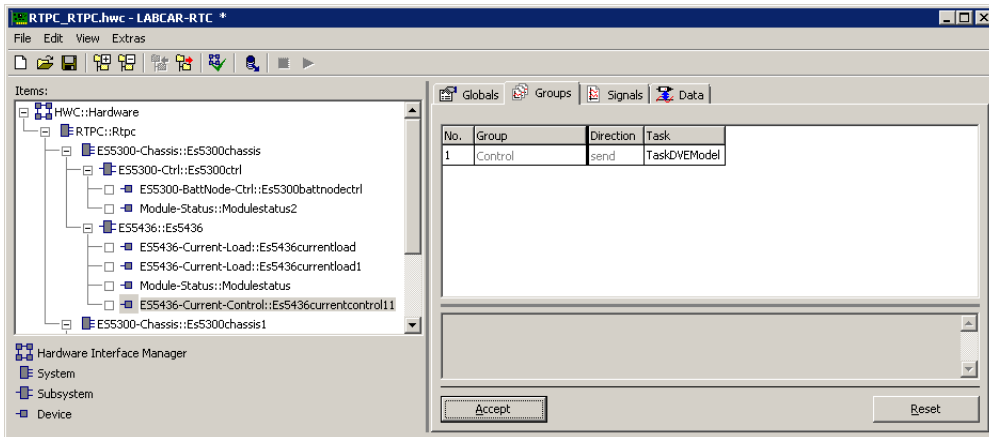 RTPC_RTPC.hwc - LABCAR-RTC *
File Edit View Extras
Items:
HWC::Hardware
RTPC::Rtpc
ES5300-Chassis::Es5300chassis
ES5300-Ctrl::Es5300ctrl
ES5300-BattNode-Ctrl::Es5300battnodectrl
Module-Status::Modulestatus2
ES5436::Es5436
ES5436-Current-Load::Es5436currentload
ES5436-Current-Load::Es5436currentload1
Module-Status::Modulestatus
ES5436-Current-Control::Es5436currentcontrol11
ES5300-Chassis::Es5300chassis1
Hardware Interface Manager
System
Subsystem
Device
Globals Groups Signals Data
No. Group Direction Task
1 Control send TaskDVEModel
Accept Reset